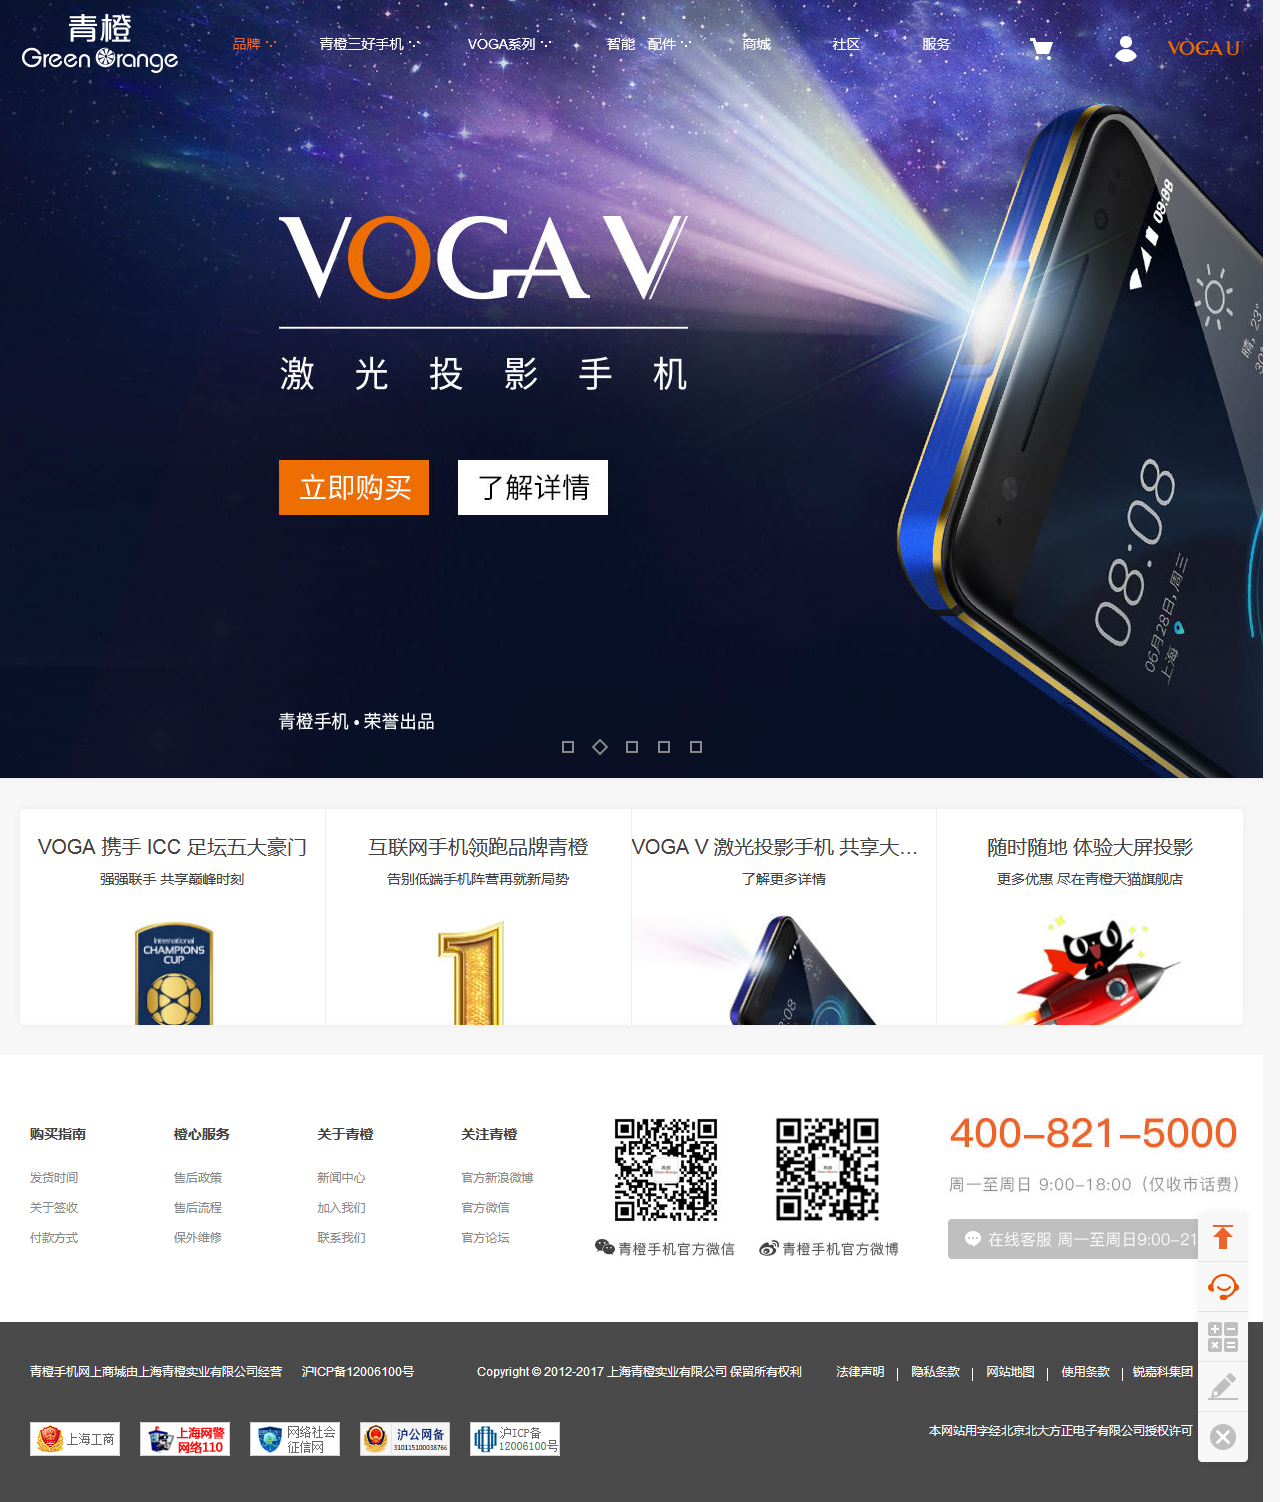 青橙
Green Orange
品牌
青橙三好手机
VOGA系列
智能 · 配件
商城
社区
服务
VOGA U
VOGA V
激光投影手机
立即购买
了解详情
青橙手机 • 荣誉出品
08:08
晴, 23°
30°
08:08
06月28日, 周三
上海
VOGA 携手 ICC 足坛五大豪门
强强联手 共享巅峰时刻
International
CHAMPIONS
CUP
互联网手机领跑品牌青橙
告别低端手机阵营再就新局势
1
VOGA V 激光投影手机 共享大...
了解更多详情
08:08
随时随地 体验大屏投影
更多优惠 尽在青橙天猫旗舰店
购买指南
发货时间
关于签收
付款方式
橙心服务
售后政策
售后流程
保外维修
关于青橙
新闻中心
加入我们
联系我们
关注青橙
官方新浪微博
官方微信
官方论坛
青橙手机官方微信
青橙手机官方微博
400-821-5000
周一至周日 9:00-18:00（仅收市话费）
在线客服 周一至周日9:00-21
青橙手机网上商城由上海青橙实业有限公司经营 沪ICP备12006100号
Copyright © 2012-2017 上海青橙实业有限公司 保留所有权利
法律声明 | 隐私条款 | 网站地图 | 使用条款 | 锐嘉科集团
上海工商
上海网警
网络110
网络社会
征信网
沪公网备
31011510003876​6
沪ICP备
12006100号
本网站用字经北京北大方正电子有限公司授权许可